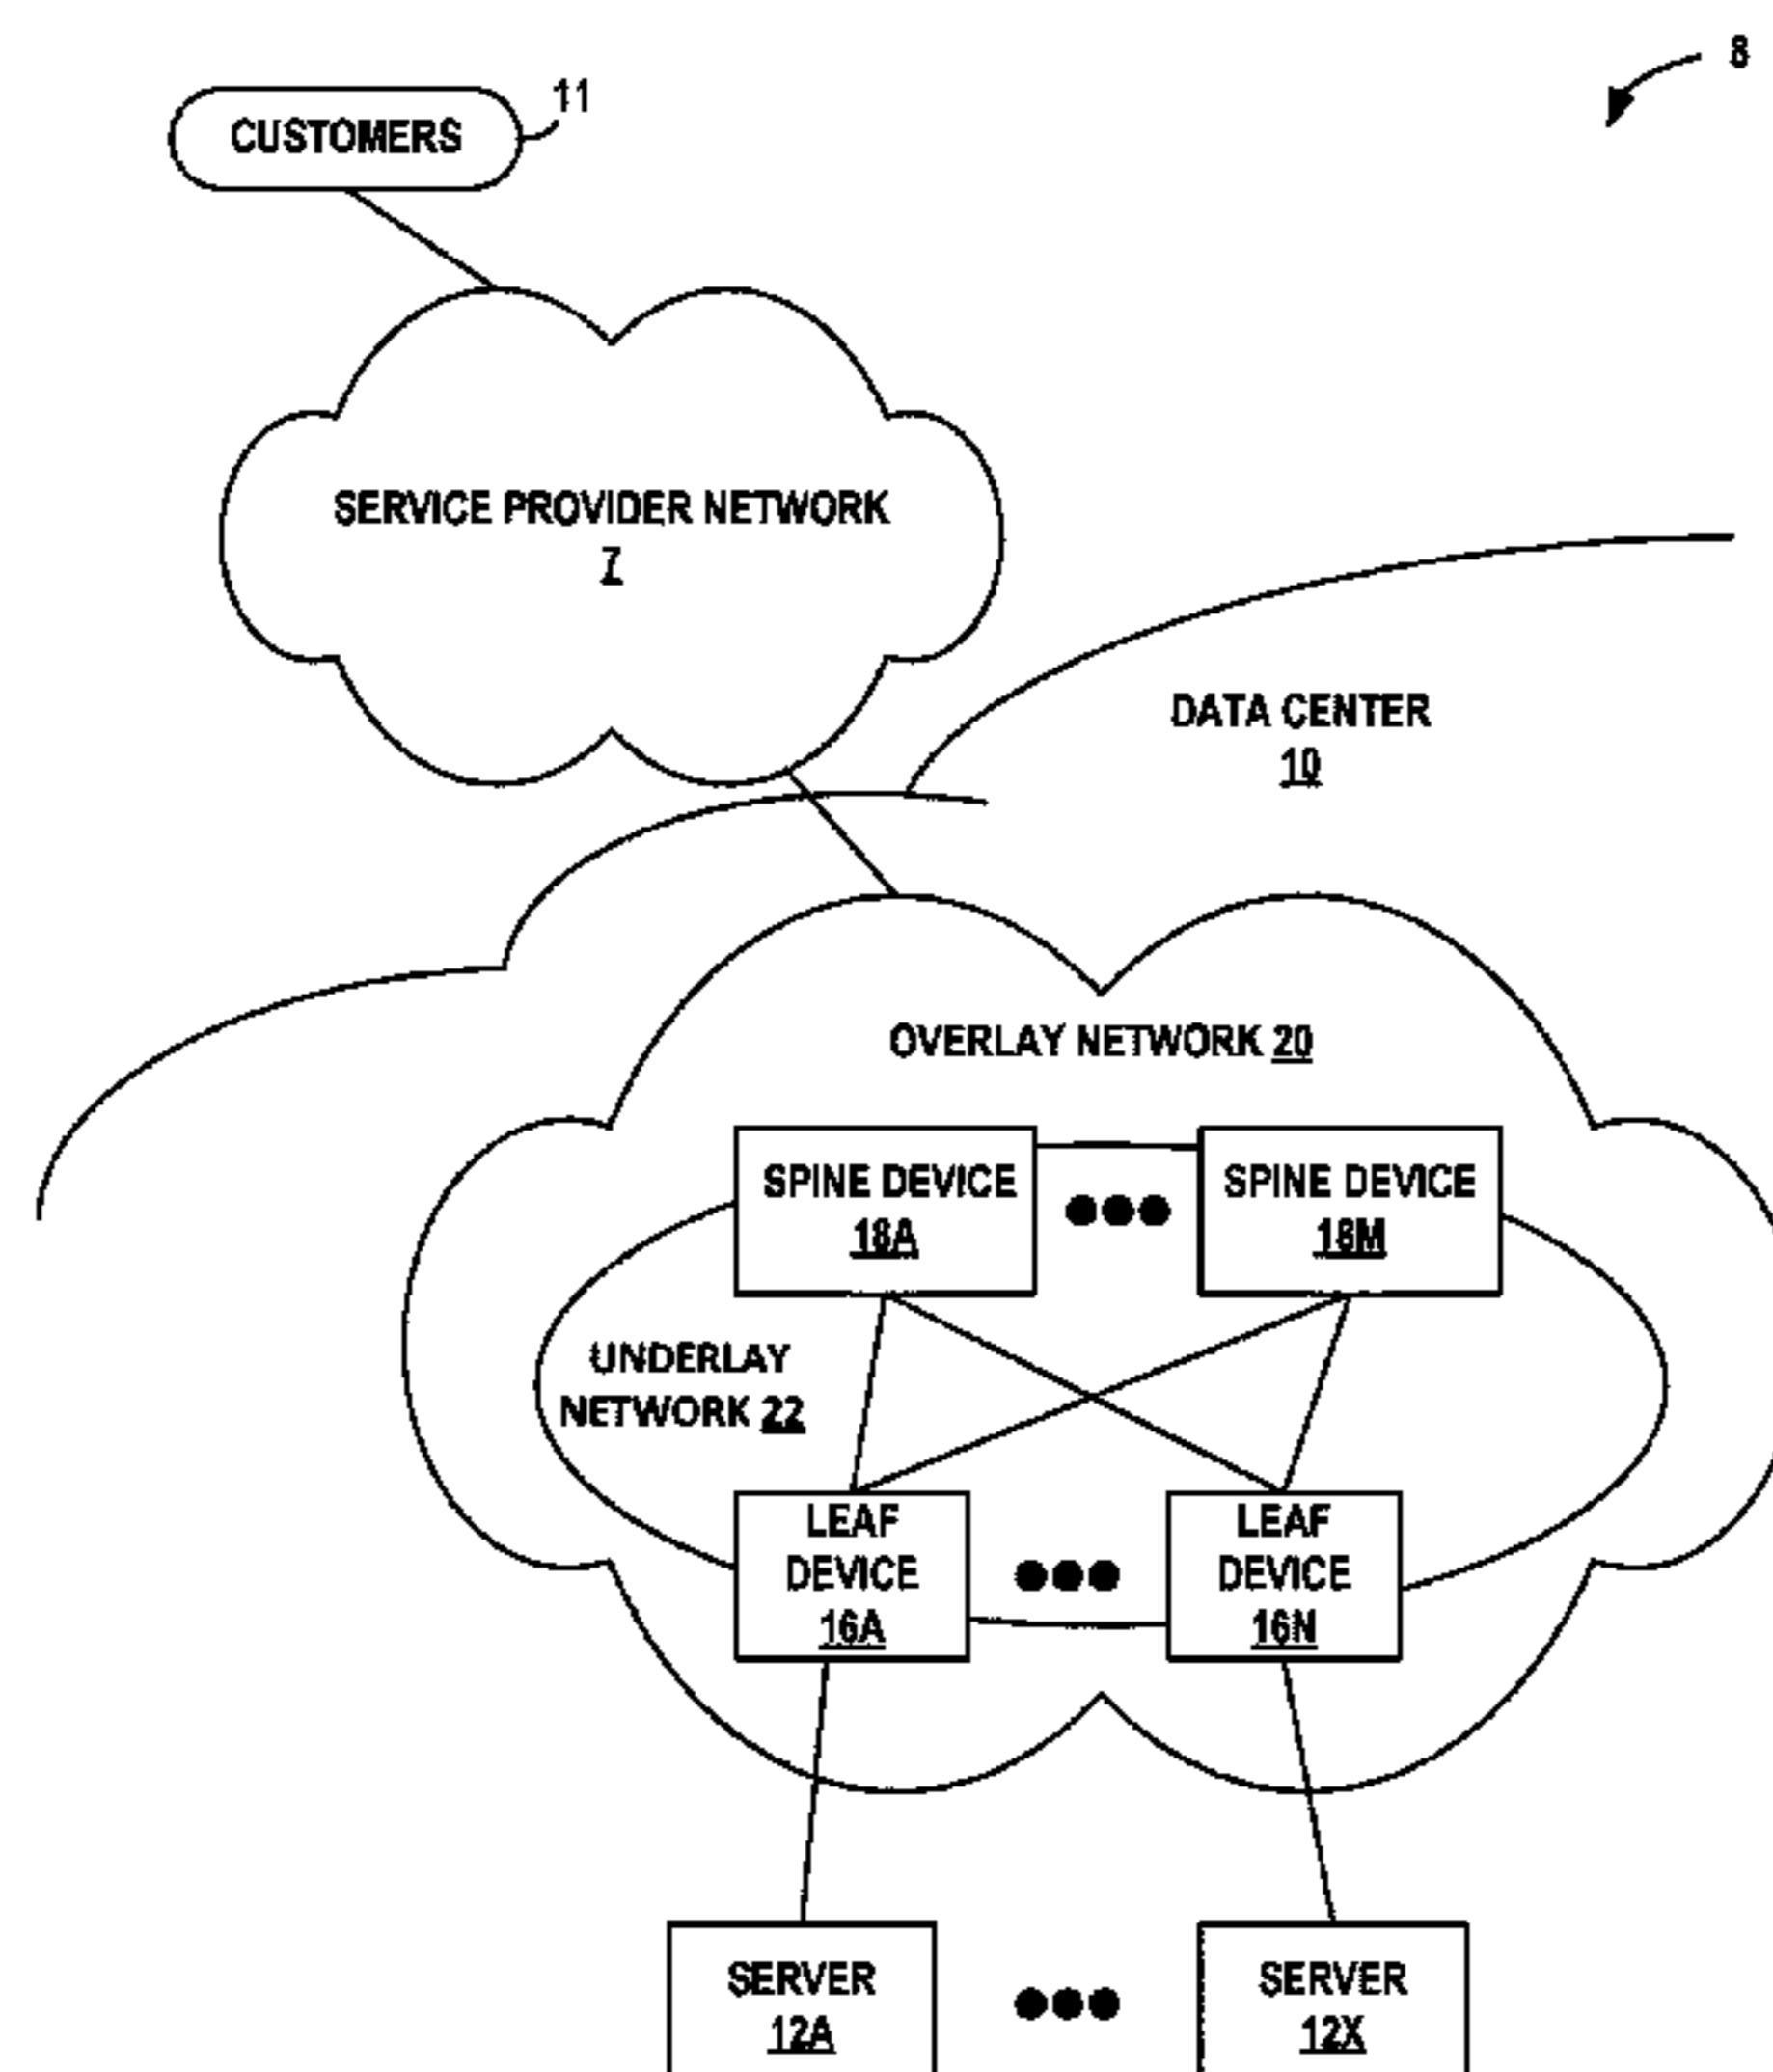 8
11
CUSTOMERS
SERVICE PROVIDER NETWORK
7
DATA CENTER
10
OVERLAY NETWORK 20
SPINE DEVICE
18A
SPINE DEVICE
18M
UNDERLAY
NETWORK 22
LEAF
DEVICE
16A
LEAF
DEVICE
16N
SERVER
12A
SERVER
12X